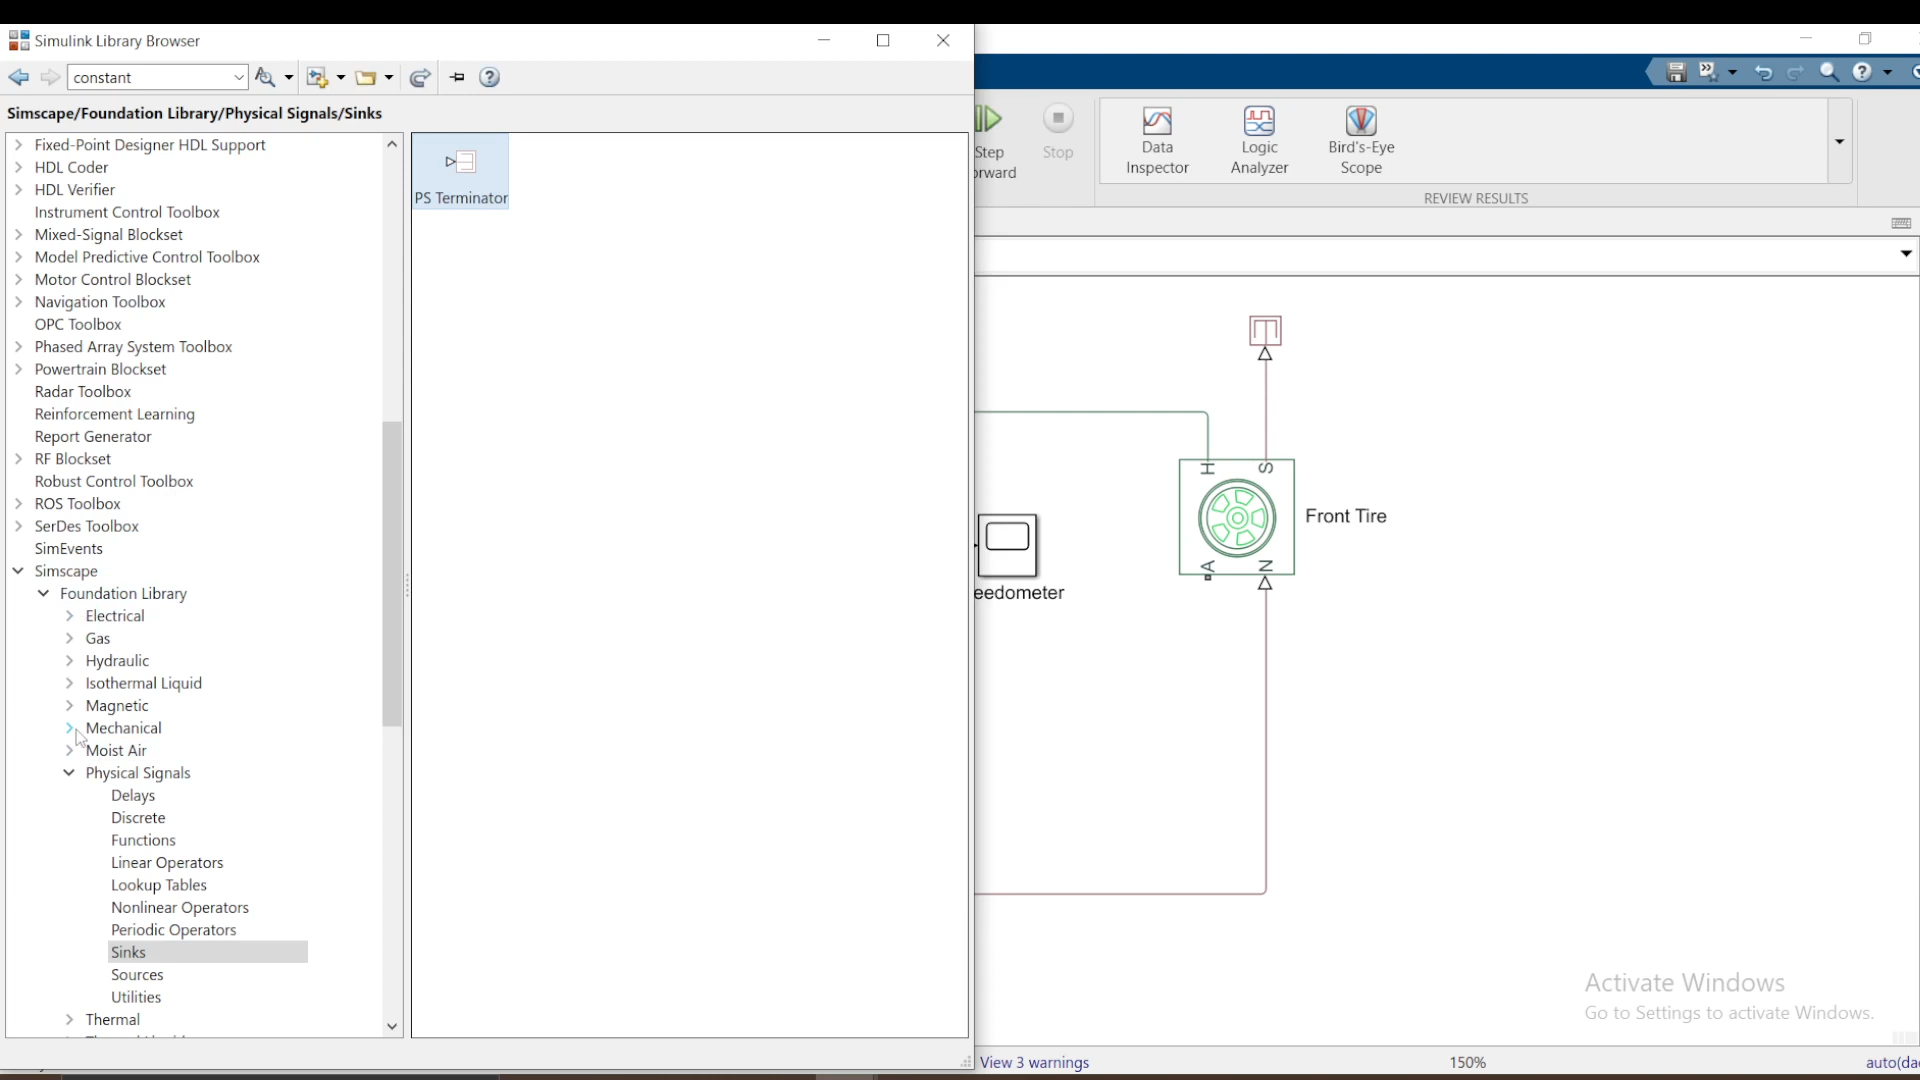 Simulink Library Browser
constant
Simscape/Foundation Library/Physical Signals/Sinks
Fixed-Point Designer HDL Support
HDL Coder
HDL Verifier
Instrument Control Toolbox
Mixed-Signal Blockset
Model Predictive Control Toolbox
Motor Control Blockset
Navigation Toolbox
OPC Toolbox
Phased Array System Toolbox
Powertrain Blockset
Radar Toolbox
Reinforcement Learning
Report Generator
RF Blockset
Robust Control Toolbox
ROS Toolbox
SerDes Toolbox
SimEvents
Simscape
Foundation Library
Electrical
Gas
Hydraulic
Isothermal Liquid
Magnetic
Mechanical
Moist Air
Physical Signals
Delays
Discrete
Functions
Linear Operators
Lookup Tables
Nonlinear Operators
Periodic Operators
Sinks
Sources
Utilities
Thermal
PS Terminator
Step
orward
Stop
Data
Inspector
Logic
Analyzer
Bird's-Eye
Scope
REVIEW RESULTS
H S
A N
Front Tire
eedometer
Activate Windows
Go to Settings to activate Windows.
View 3 warnings
150%
auto(da